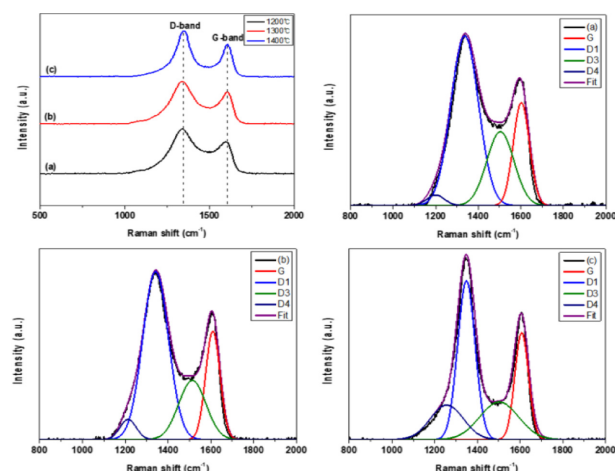 D-band
G-band
1200℃
1300℃
1400℃
(c)
(b)
(a)
Intensity (a.u.)
500 1000 1500 2000
Raman shift (cm-1)
(a)
G
D1
D3
D4
Fit
Intensity (a.u.)
800 1000 1200 1400 1600 1800 2000
Raman shift (cm-1)
(b)
G
D1
D3
D4
Fit
Intensity (a.u.)
800 1000 1200 1400 1600 1800 2000
Raman shift (cm-1)
(c)
G
D1
D3
D4
Fit
Intensity (a.u.)
800 1000 1200 1400 1600 1800 2000
Raman shift (cm-1)